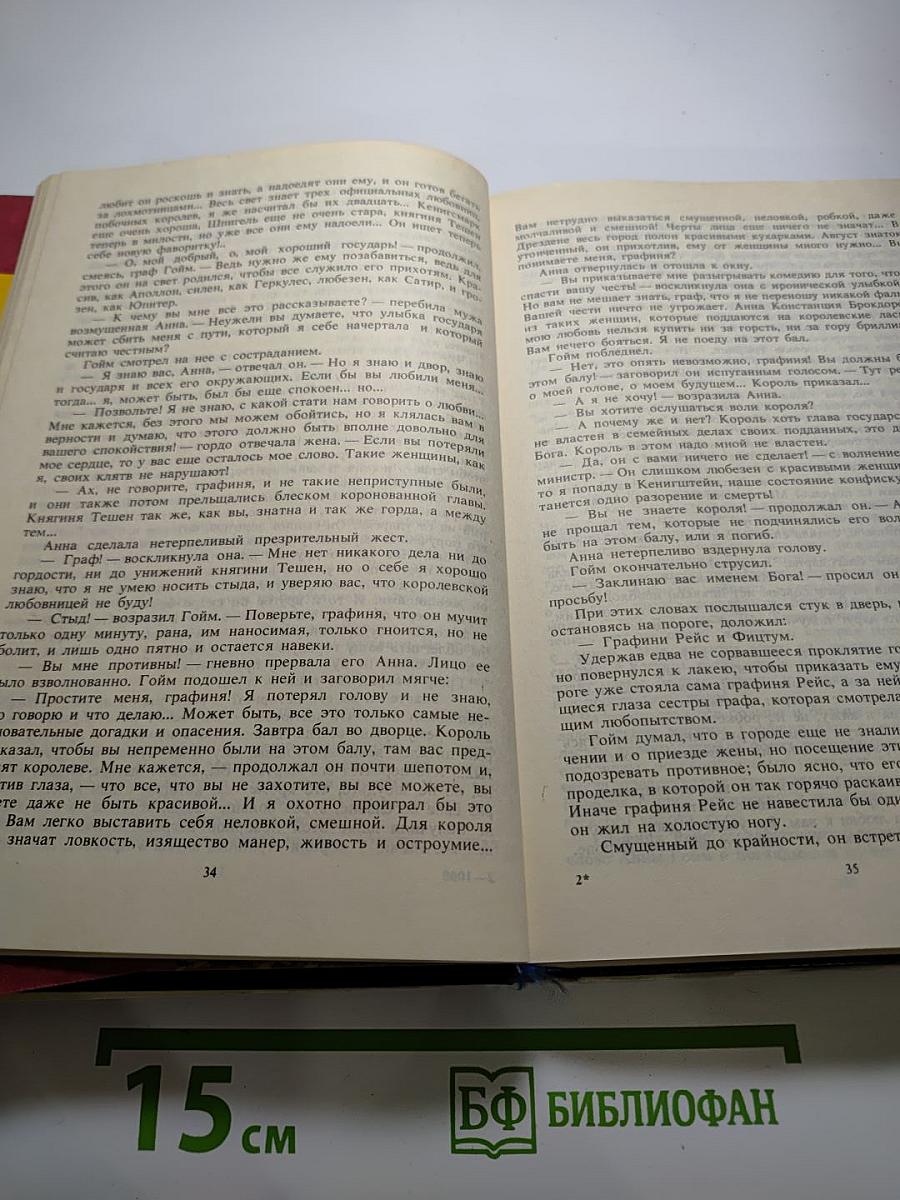 любит он роскошь и знать, а надоедят они ему, и он готов бегать
за лохмотницами... Весь свет знает трех официальных любовниц,
побочных королев, я же насчитал бы их двадцать... Кенигсмарк
еще очень хороша, Шпигель еще не очень стара, княгиня Тешен
теперь в милости, но уже все они ему надоели... Он ищет теперь
себе новую фаворитку!..
— О, мой добрый, о, мой хороший государь! — продолжил,
смеясь, граф Гойм. — Ведь нужно же ему позабавиться, ведь для
этого он на свет родился, чтобы все служило его прихотям. Кра-
сив, как Аполлон, силен, как Геркулес, любезен, как Сатир, и гро-
зен, как Юпитер.
— К чему вы мне все это рассказываете? — перебила мужа
возмущенная Анна. — Неужели вы думаете, что улыбка государя
может сбить меня с пути, который я себе начертала и который
считаю честным?
Гойм смотрел на нее с состраданием.
— Я знаю вас, Анна, — отвечал он. — Но я знаю и двор, знаю
и государя и всех его окружающих. Если бы вы любили меня...
тогда... я, может быть, был бы еще спокоен... но...
— Позвольте! Я не знаю, с какой стати нам говорить о любви...
Мне кажется, без этого мы можем обойтись, но я клялась вам в
верности и думаю, что этого должно быть вполне довольно для
вашего спокойствия! — гордо отвечала жена. — Если вы потеряли
мое сердце, то у вас еще осталось мое слово. Такие женщины, как
я, своих клятв не нарушают!
— Ах, не говорите, графиня, и не такие неприступные были,
и они также потом прельщались блеском коронованной главы.
Княгиня Тешен так же, как вы, знатна и так же горда, а между
тем...
Анна сделала нетерпеливый презрительный жест.
— Граф! — воскликнула она. — Мне нет никакого дела ни до
гордости, ни до унижений княгини Тешен, но о себе я хорошо
знаю, что я не умею носить стыда, и уверяю вас, что королевской
любовницей не буду!
— Стыд! — возразил Гойм. — Поверьте, графиня, что он мучит
только одну минуту, рана, им наносимая, только гноится, но не
болит, и лишь одно пятно и остается навеки.
— Вы мне противны! — гневно прервала его Анна. Лицо ее
было взволнованно. Гойм подошел к ней и заговорил мягче:
— Простите меня, графиня! Я потерял голову и не знаю,
о говорю и что делаю... Может быть, все это только самые не-
новательные догадки и опасения. Завтра бал во дворце. Король
казал, чтобы вы непременно были на этом балу, там вас пред-
ят королеве. Мне кажется, — продолжал он почти шепотом и,
тив глаза, — что все, что вы не захотите, вы все можете, вы
ете даже не быть красивой... И я охотно проиграл бы это
Вам легко выставить себя неловкой, смешной. Для короля
значат ловкость, изящество манер, живость и остроумие...
34
Вам нетрудно выказаться смущенной, неловкой, робкой, даже
молчаливой и смешной! Черты лица еще ничего не значат... В
Дрездене весь город полон красивыми кухарками. Август знаток
утонченный, он прихотлив, ему от женщины много нужно... Вы
понимаете меня, графиня?
Анна отвернулась и отошла к окну.
— Вы приказываете мне разыгрывать комедию для того, что
спасти вашу честь! — воскликнула она с иронической улыбкой
Но вам не мешает знать, граф, что я не переношу никакой фаль
Вашей чести ничто не угрожает. Анна Констанция Брокдор
из таких женщин, которые поддаются на королевские лас
мою любовь нельзя купить ни за горсть, ни за гору брилли
Вам нечего бояться. Я не поеду на этот бал.
Гойм побледнел.
— Нет, это опять невозможно, графиня! Вы должны б
этом балу! — заговорил он испуганным голосом. — Тут ре
о моей голове, о моем будущем... Король приказал...
— А я не хочу! — возразила Анна.
— Вы хотите ослушаться воли короля?
— А почему же и нет? Король хоть глава государс
не властен в семейных делах своих подданных, это д
Бога. Король в этом надо мной не властен.
— Да, он с вами ничего не сделает! — с волнение
министр. — Он слишком любезен с красивыми женщи
то я попаду в Кенигштейн, наше состояние конфиску
танется одно разорение и смерть!
— Вы не знаете короля! — продолжал он. — А
не прощал тем, которые не подчинялись его вол
быть на этом балу, или я погиб.
Анна нетерпеливо вздернула голову.
Гойм окончательно струсил.
— Заклинаю вас именем Бога! — просил он
просьбу!
При этих словах послышался стук в дверь,
остановясь на пороге, доложил:
— Графини Рейс и Фицтум.
Удержав едва не сорвавшееся проклятие го
но повернулся к лакею, чтобы приказать ему
роге уже стояла сама графиня Рейс, а за ней
щиеся глаза сестры графа, которая смотрела
щим любопытством.
Гойм думал, что в городе еще не знали
чении и о приезде жены, но посещение эти
подозревать противное; было ясно, что его
проделка, в которой он так горячо раскаив
Иначе графиня Рейс не навестила бы оди
он жил на холостую ногу.
Смущенный до крайности, он встрет
2*
35
15 см
БФ БИБЛИОФАН